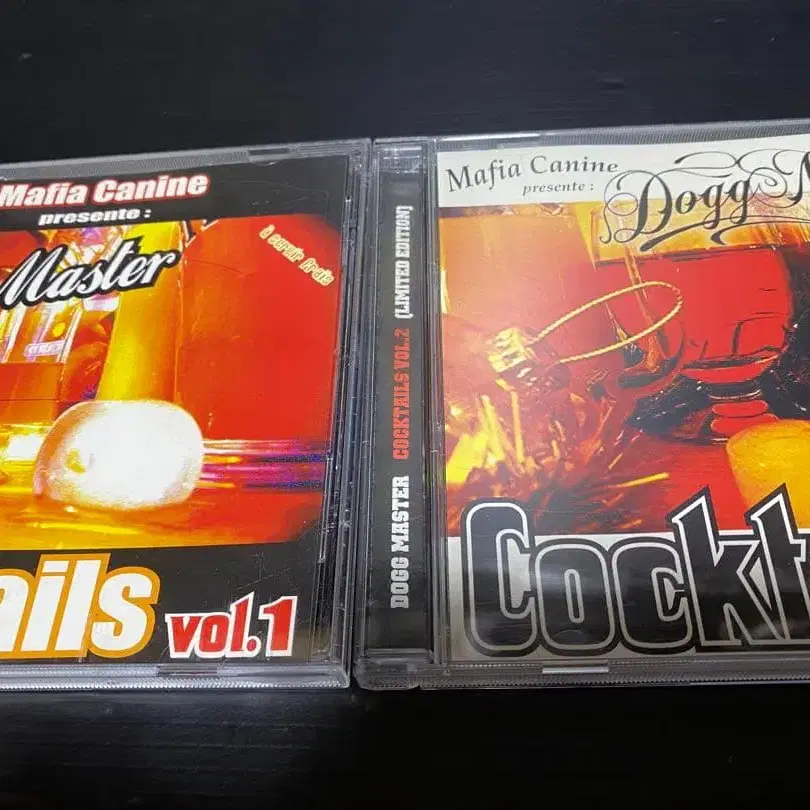 Mafia Canine
presente :
Master
à servir frais
ails
vol.1
DOGG MASTER COCKTAILS VOL.2 (LIMITED EDITION)
Mafia Canine
presente :
Dogg M
Cockt